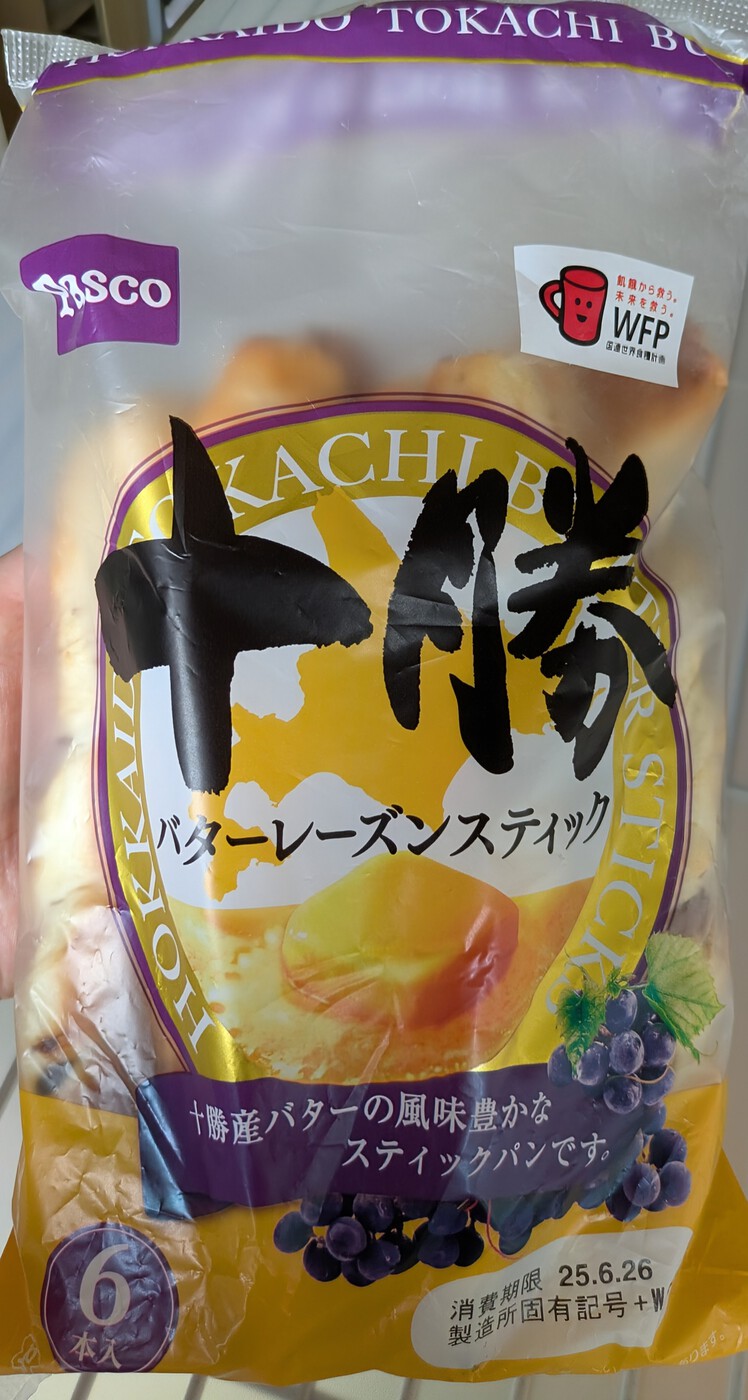 HOKKAIDO TOKACHI BU
Pasco
飢餓から救う。
未来を救う。
WFP
国連世界食糧計画
HOKKAIDO TOKACHI BUTTER STICKS
十勝
バターレーズンスティック
十勝産バターの風味豊かな
スティックパンです。
6
本入
消費期限 25.6.26
製造所固有記号+W